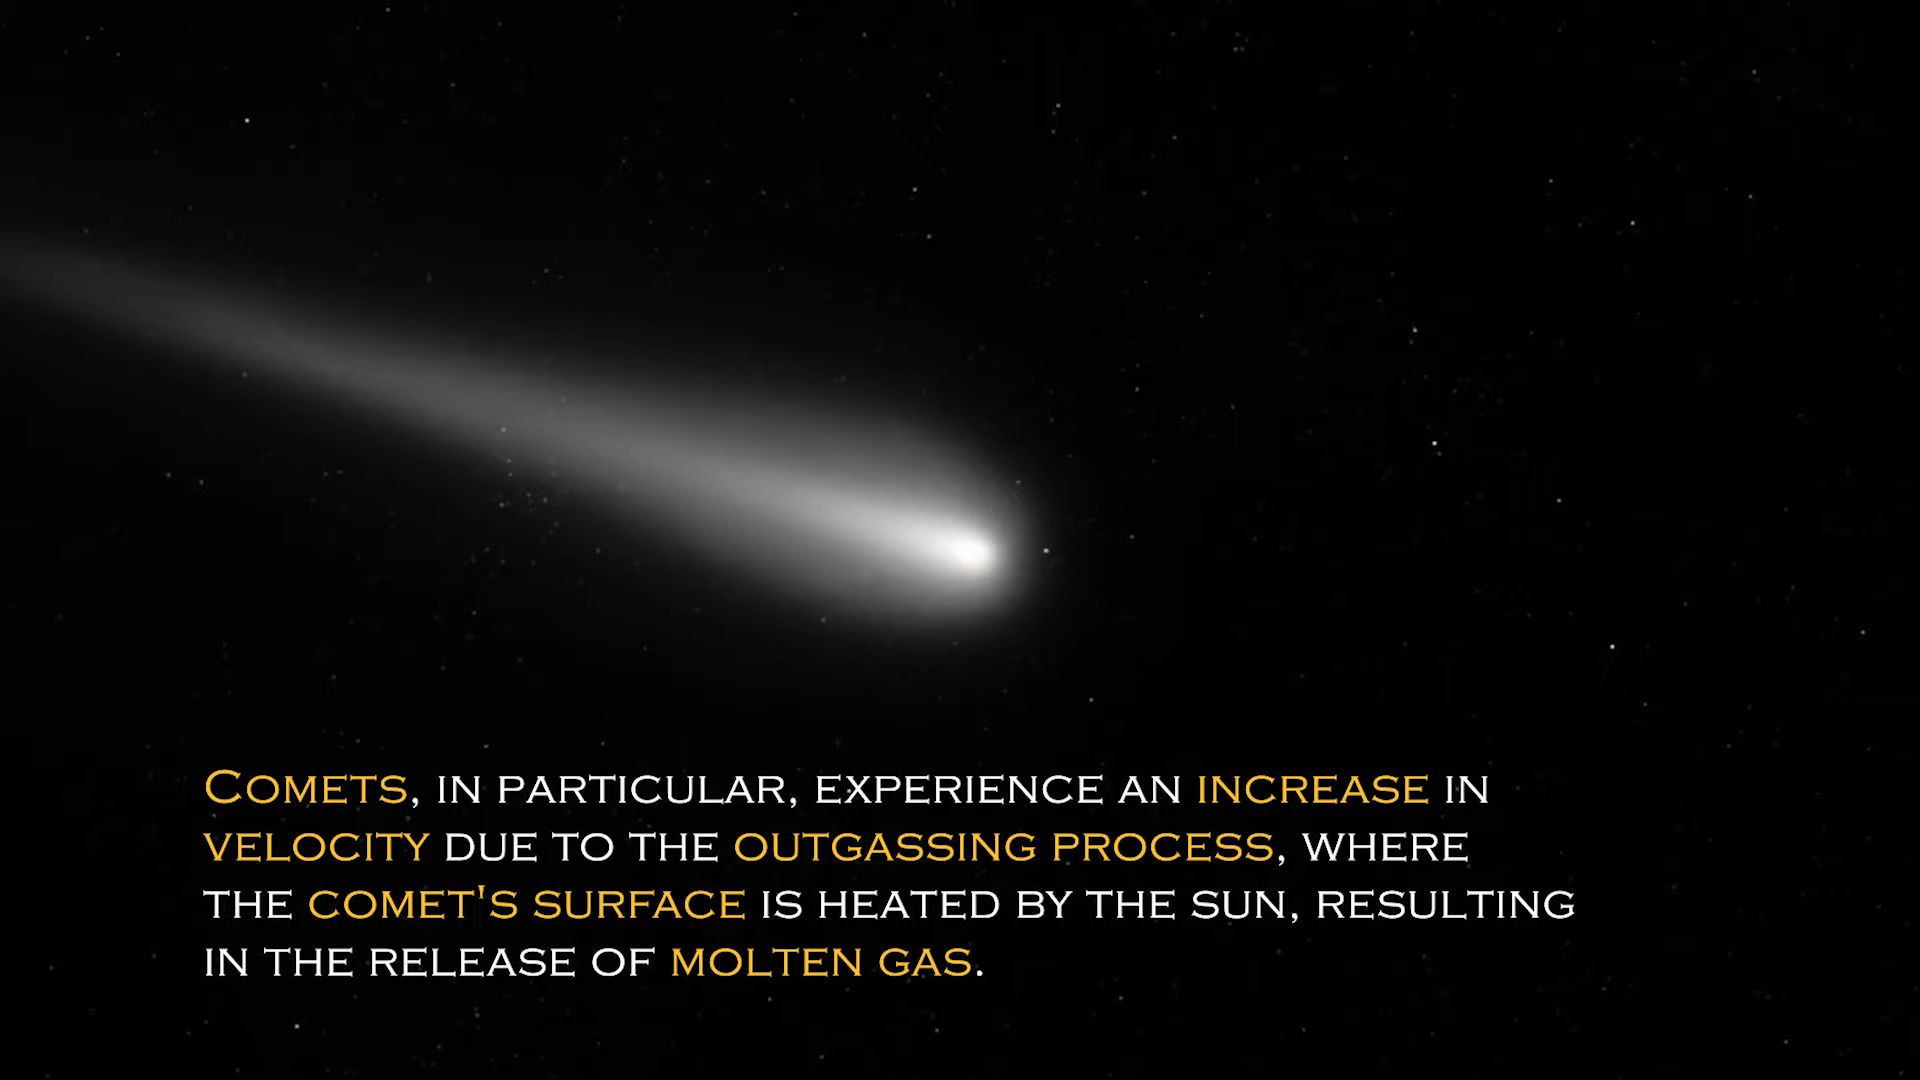 Comets, in particular, experience an increase in
velocity due to the outgassing process, where
the comet's surface is heated by the sun, resulting
in the release of molten gas.